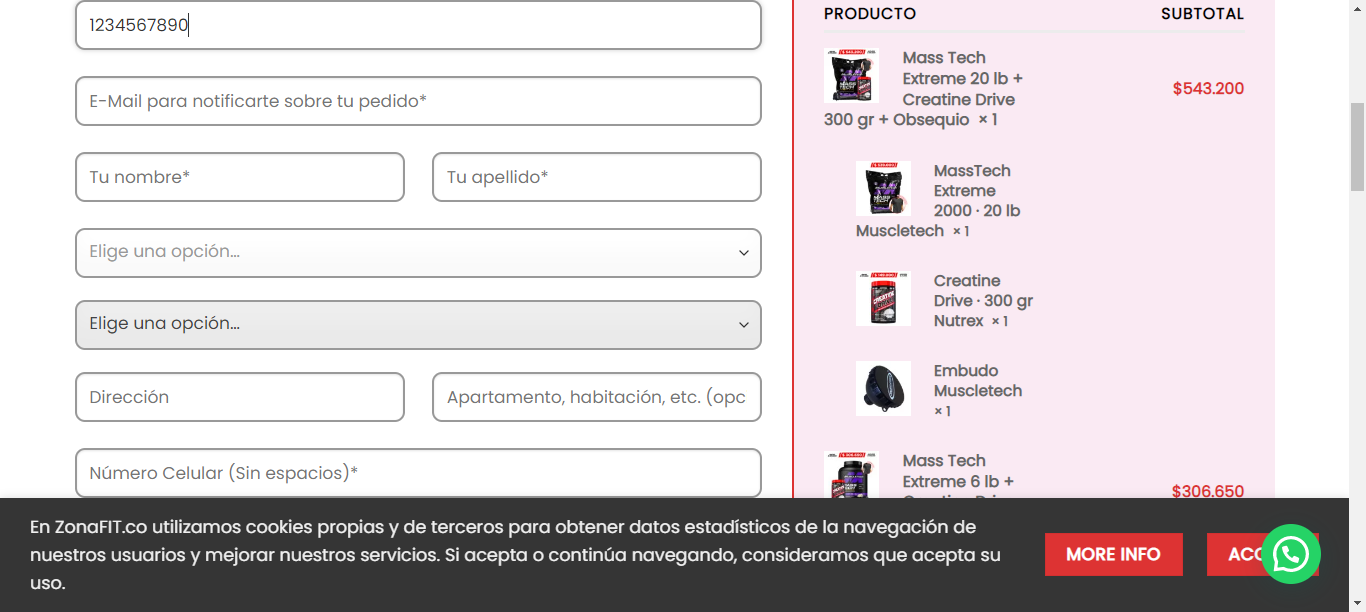 1234567890
E-Mail para notificarte sobre tu pedido*
Tu nombre*
Tu apellido*
Elige una opción...
Elige una opción...
Dirección
Apartamento, habitación, etc. (opc
Número Celular (Sin espacios)*
PRODUCTO
SUBTOTAL
Mass Tech
Extreme 20 lb +
Creatine Drive
300 gr + Obsequio × 1
$543.200
MassTech
Extreme
2000 · 20 lb
Muscletech × 1
Creatine
Drive · 300 gr
Nutrex × 1
Embudo
Muscletech
× 1
Mass Tech
Extreme 6 lb +
Creatine Drive
$306.650
En ZonaFIT.co utilizamos cookies propias y de terceros para obtener datos estadísticos de la navegación de
nuestros usuarios y mejorar nuestros servicios. Si acepta o continúa navegando, consideramos que acepta su
uso.
MORE INFO